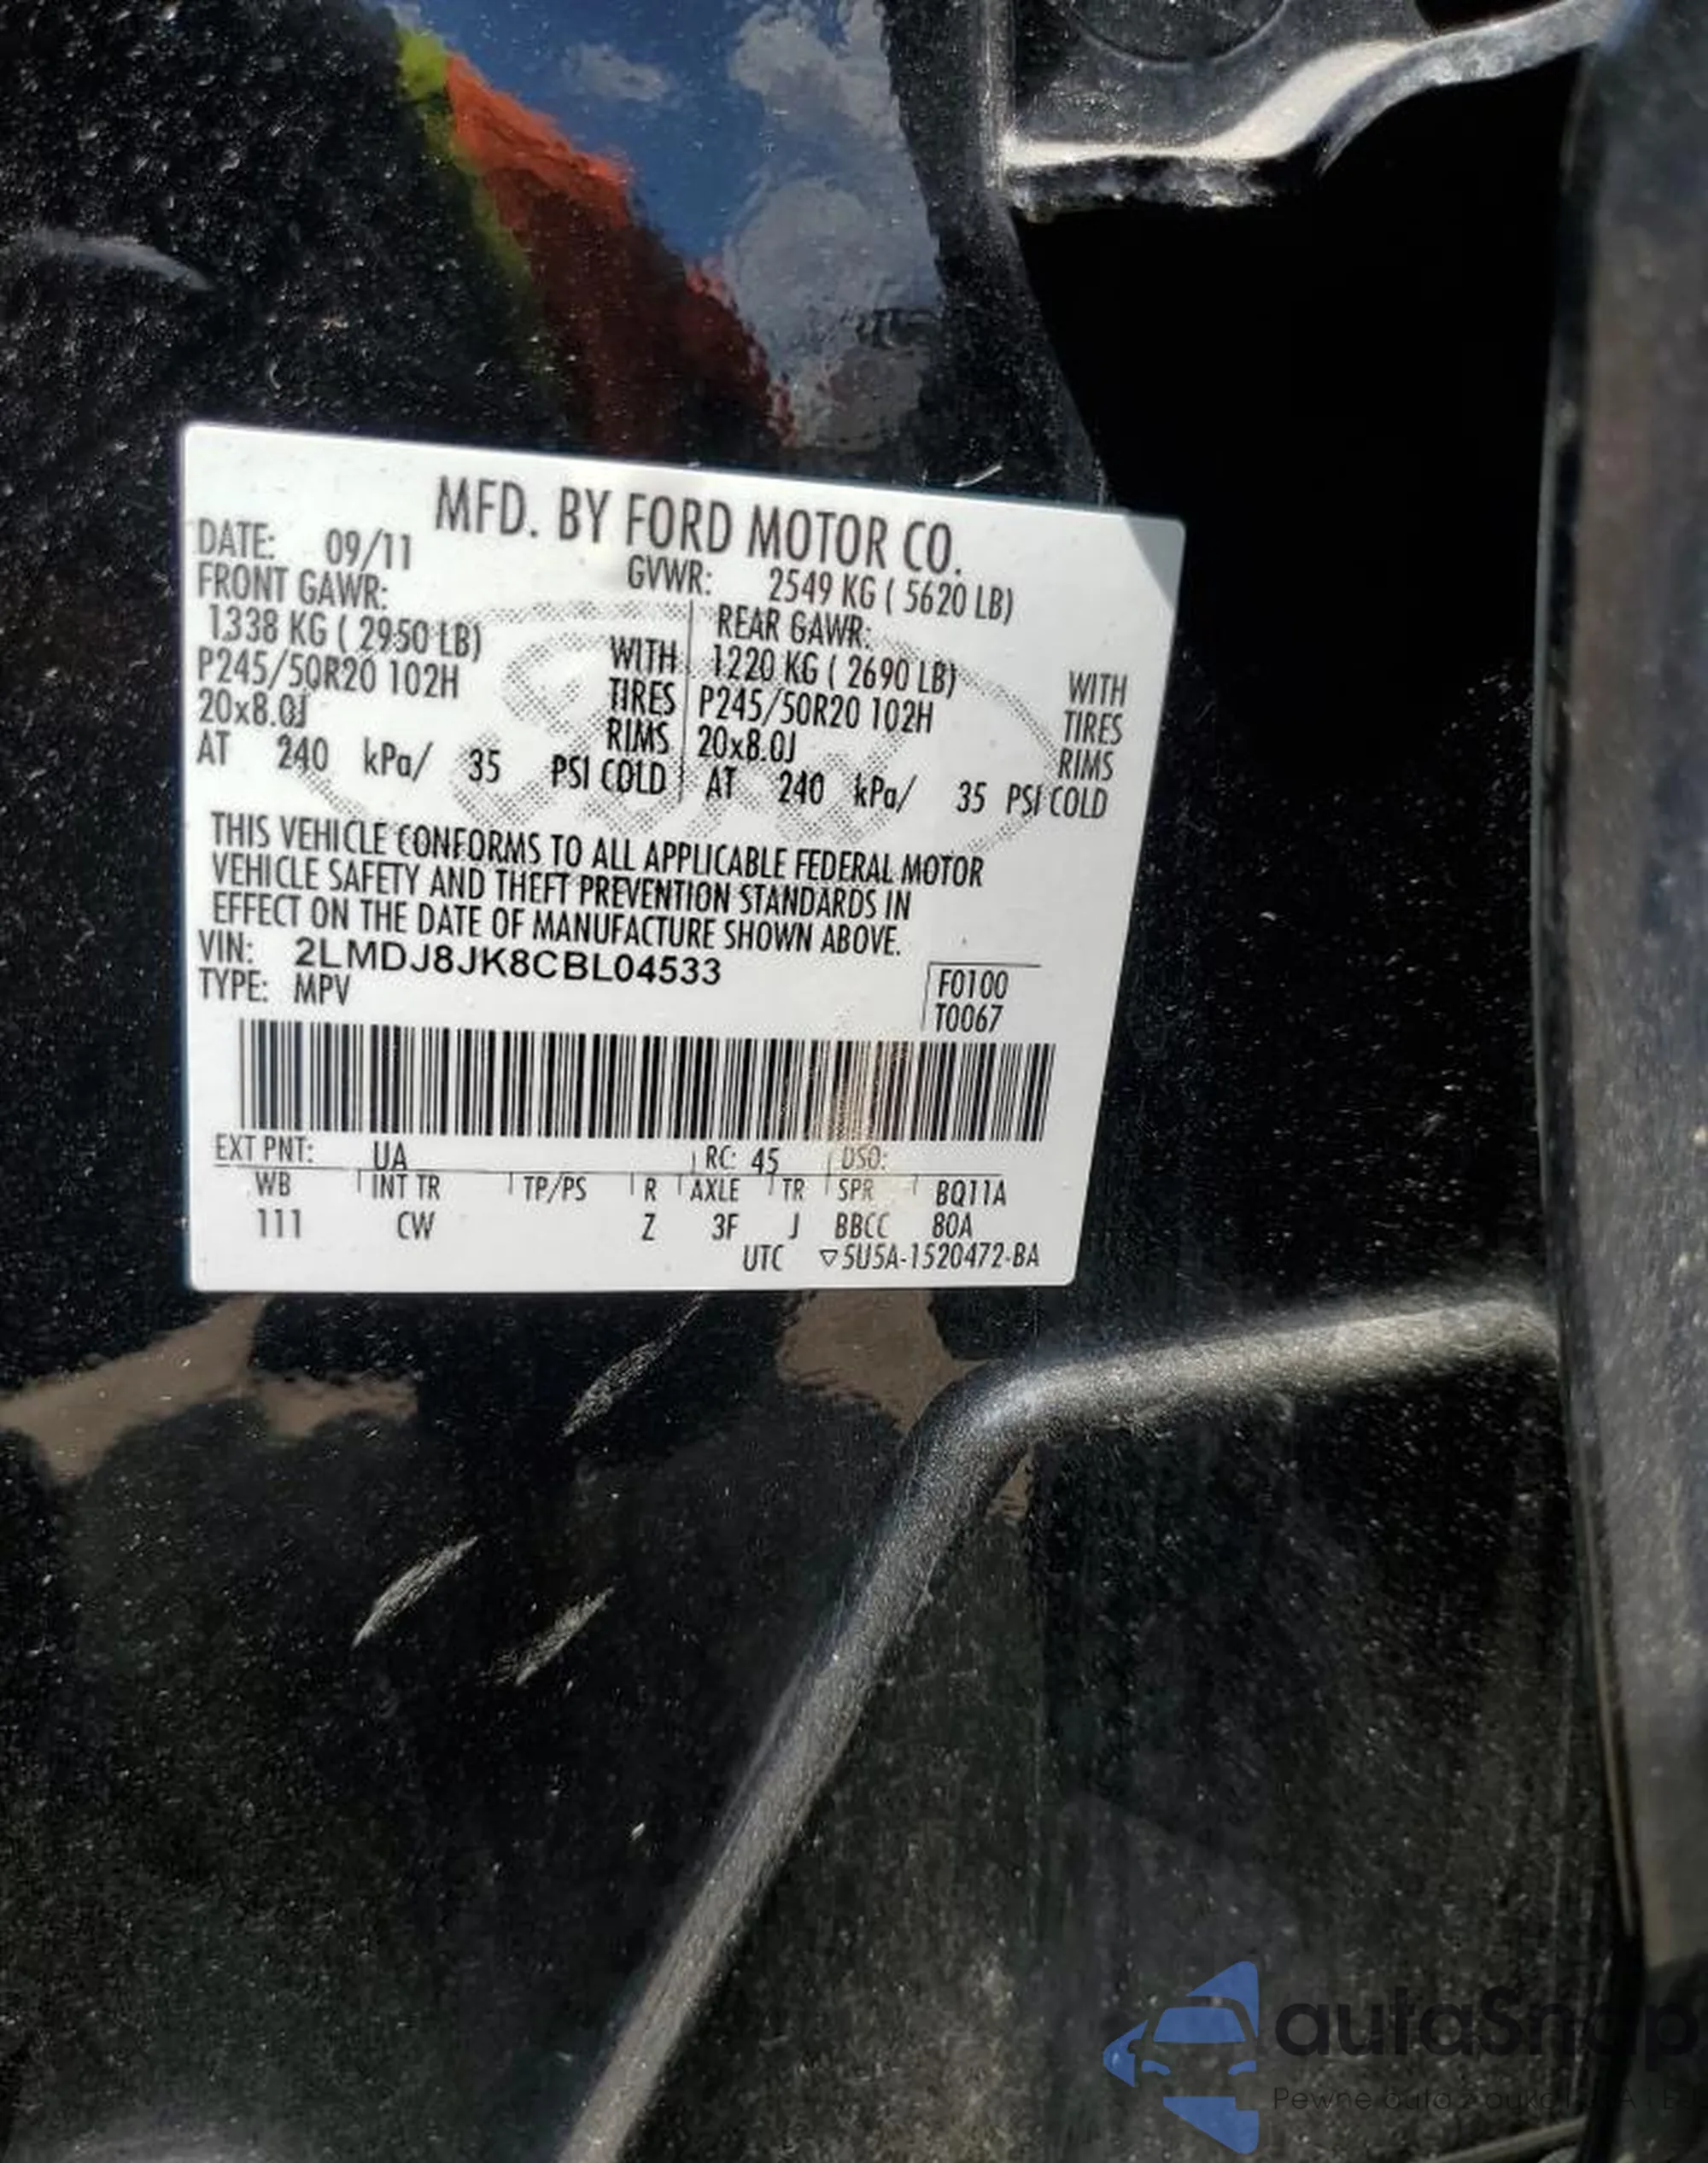 MFD. BY FORD MOTOR CO.
DATE: 09/11
GVWR: 2549 KG ( 5620 LB)
FRONT GAWR:
REAR GAWR:
1338 KG ( 2950 LB) WITH 1220 KG ( 2690 LB) WITH
P245/50R20 102H TIRES P245/50R20 102H TIRES
20x8.0J RIMS 20x8.0J RIMS
AT 240 kPa/ 35 PSI COLD AT 240 kPa/ 35 PSI COLD
THIS VEHICLE CONFORMS TO ALL APPLICABLE FEDERAL MOTOR
VEHICLE SAFETY AND THEFT PREVENTION STANDARDS IN
EFFECT ON THE DATE OF MANUFACTURE SHOWN ABOVE.
VIN: 2LMDJ8JK8CBL04533
TYPE: MPV
F0100
T0067
EXT PNT: UA RC: 45 DSO:
WB INT TR TP/PS R AXLE TR SPR BQ11A
111 CW Z 3F J BBCC 80A
UTC ▽5U5A-1520472-BA
autaSnap
Pewne auta z